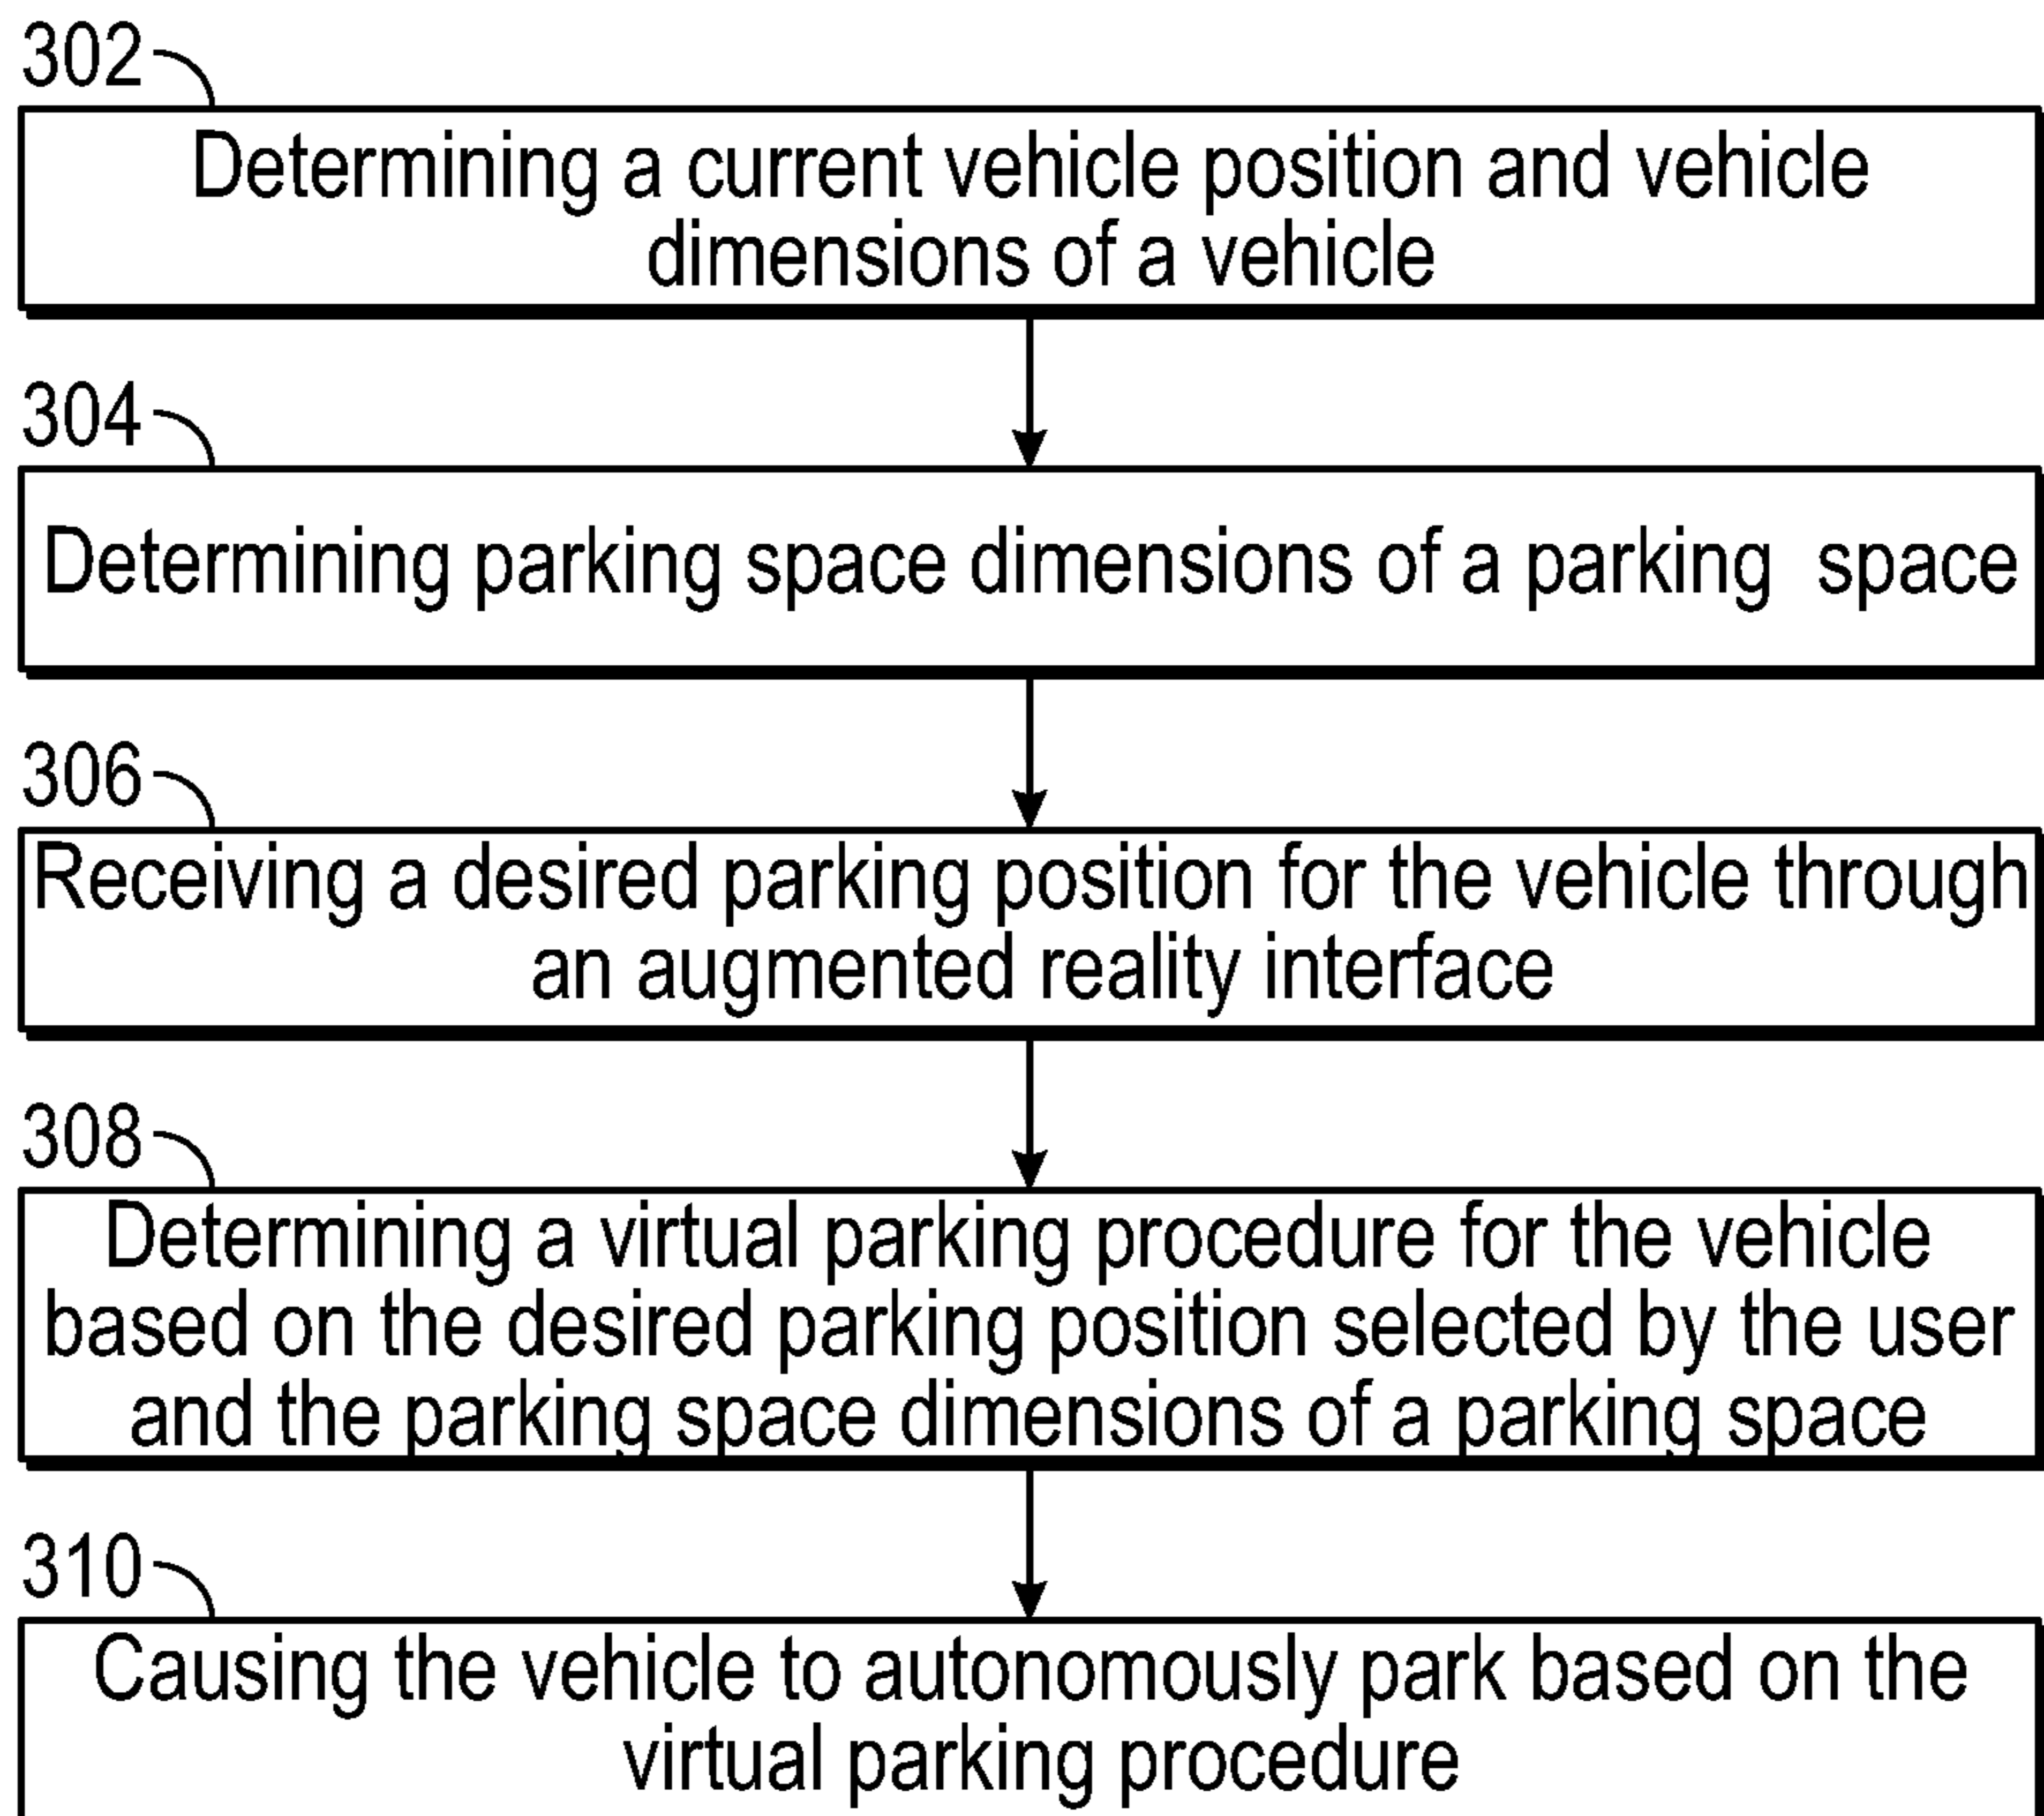 302
Determining a current vehicle position and vehicle
dimensions of a vehicle
304
Determining parking space dimensions of a parking space
306
Receiving a desired parking position for the vehicle through
an augmented reality interface
308
Determining a virtual parking procedure for the vehicle
based on the desired parking position selected by the user
and the parking space dimensions of a parking space
310
Causing the vehicle to autonomously park based on the
virtual parking procedure